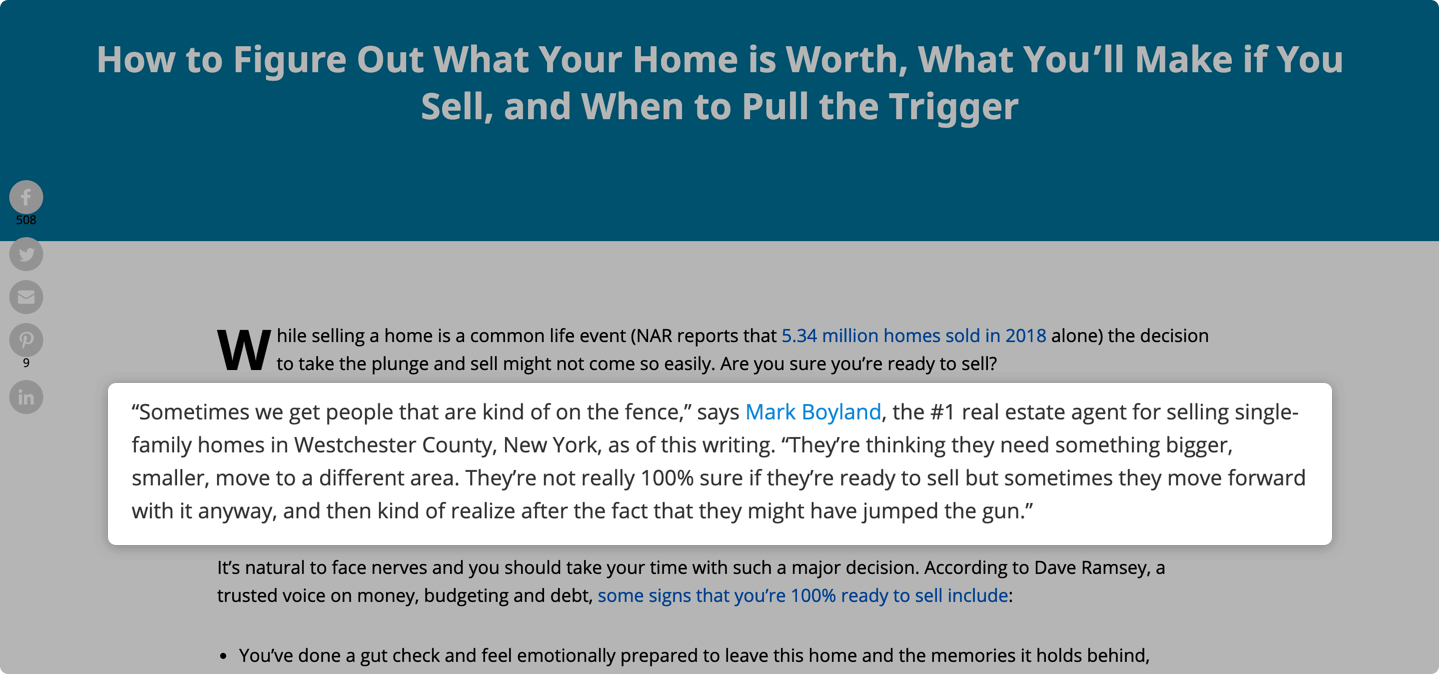 How to Figure Out What Your Home is Worth, What You’ll Make if You
Sell, and When to Pull the Trigger
f
508
9
in
While selling a home is a common life event (NAR reports that 5.34 million homes sold in 2018 alone) the decision
to take the plunge and sell might not come so easily. Are you sure you’re ready to sell?
“Sometimes we get people that are kind of on the fence,” says Mark Boyland, the #1 real estate agent for selling single-
family homes in Westchester County, New York, as of this writing. “They’re thinking they need something bigger,
smaller, move to a different area. They’re not really 100% sure if they’re ready to sell but sometimes they move forward
with it anyway, and then kind of realize after the fact that they might have jumped the gun.”
It’s natural to face nerves and you should take your time with such a major decision. According to Dave Ramsey, a
trusted voice on money, budgeting and debt, some signs that you’re 100% ready to sell include:
• You’ve done a gut check and feel emotionally prepared to leave this home and the memories it holds behind,